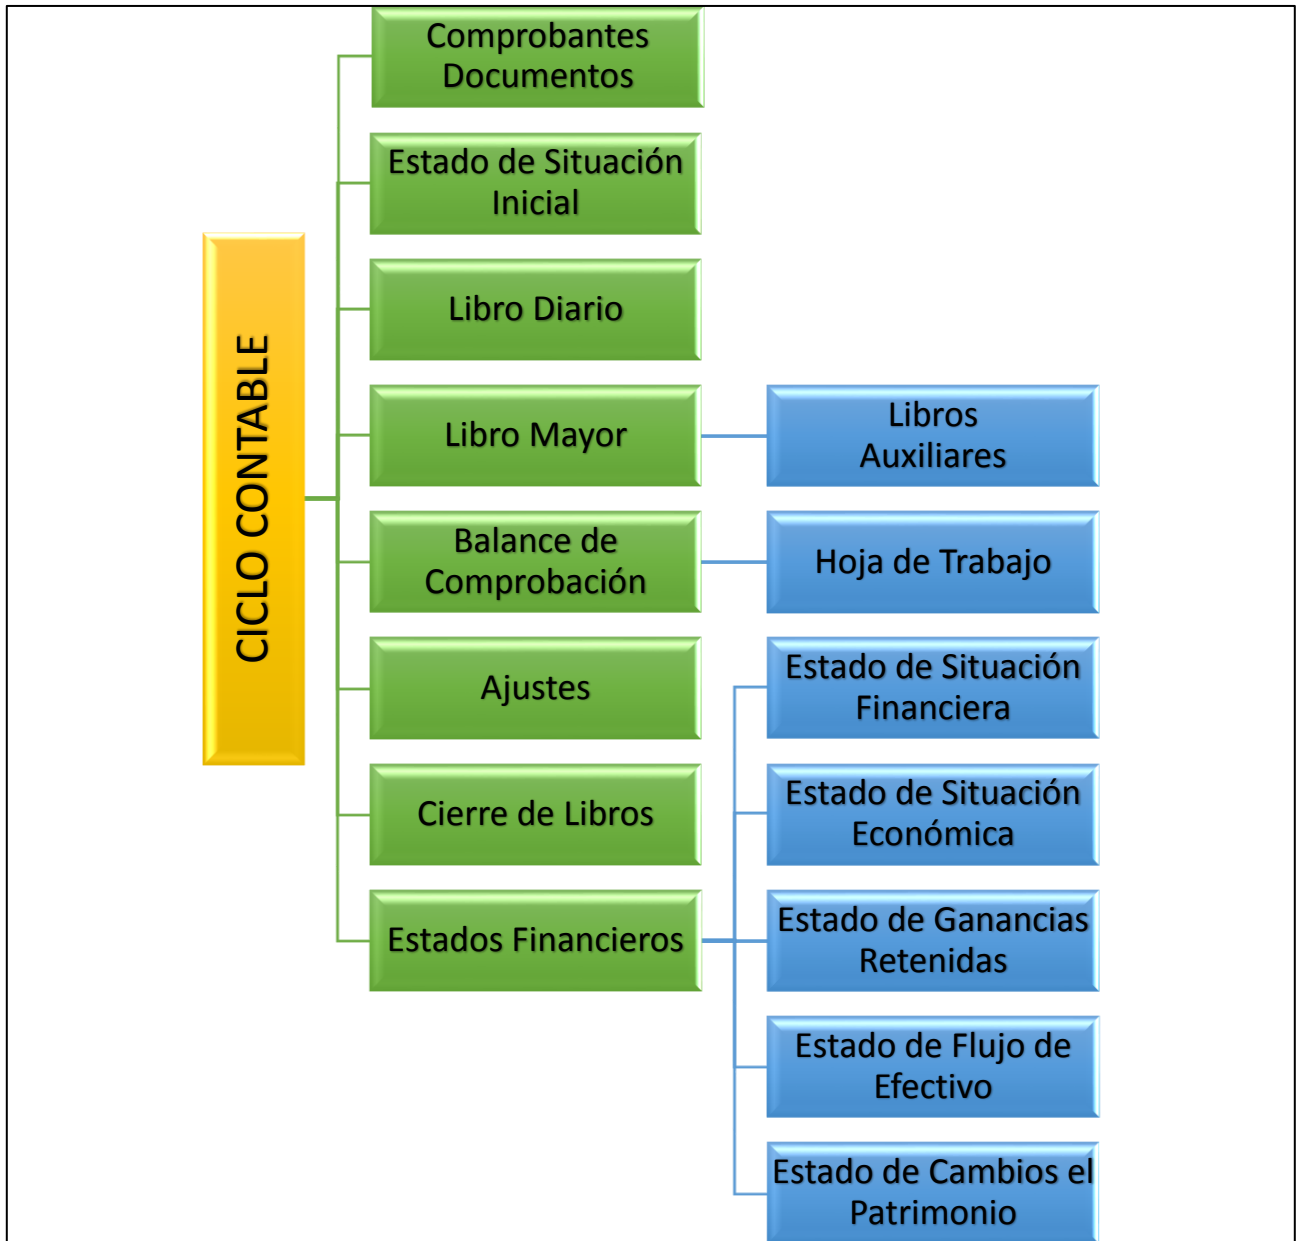 CICLO CONTABLE
Comprobantes
Documentos
Estado de Situación
Inicial
Libro Diario
Libro Mayor
Libros
Auxiliares
Balance de
Comprobación
Hoja de Trabajo
Ajustes
Cierre de Libros
Estados Financieros
Estado de Situación
Financiera
Estado de Situación
Económica
Estado de Ganancias
Retenidas
Estado de Flujo de
Efectivo
Estado de Cambios el
Patrimonio